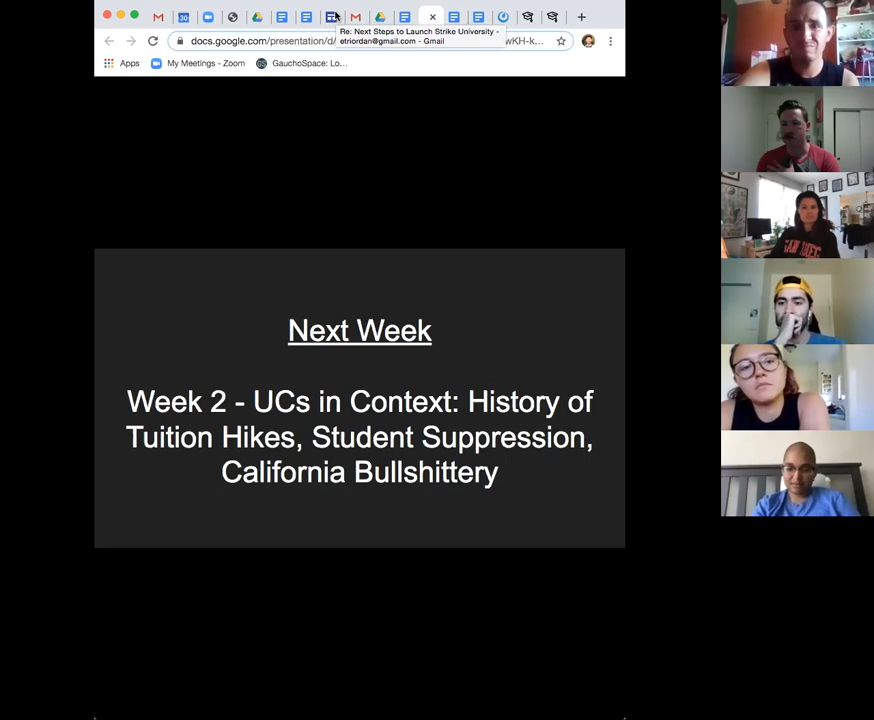 Re: Next Steps to Launch Strike University -
etriordan@gmail.com - Gmail
docs.google.com/presentation/d/
wKH-k...
Apps
My Meetings - Zoom
GauchoSpace: Lo...
Next Week
Week 2 - UCs in Context: History of
Tuition Hikes, Student Suppression,
California Bullshittery